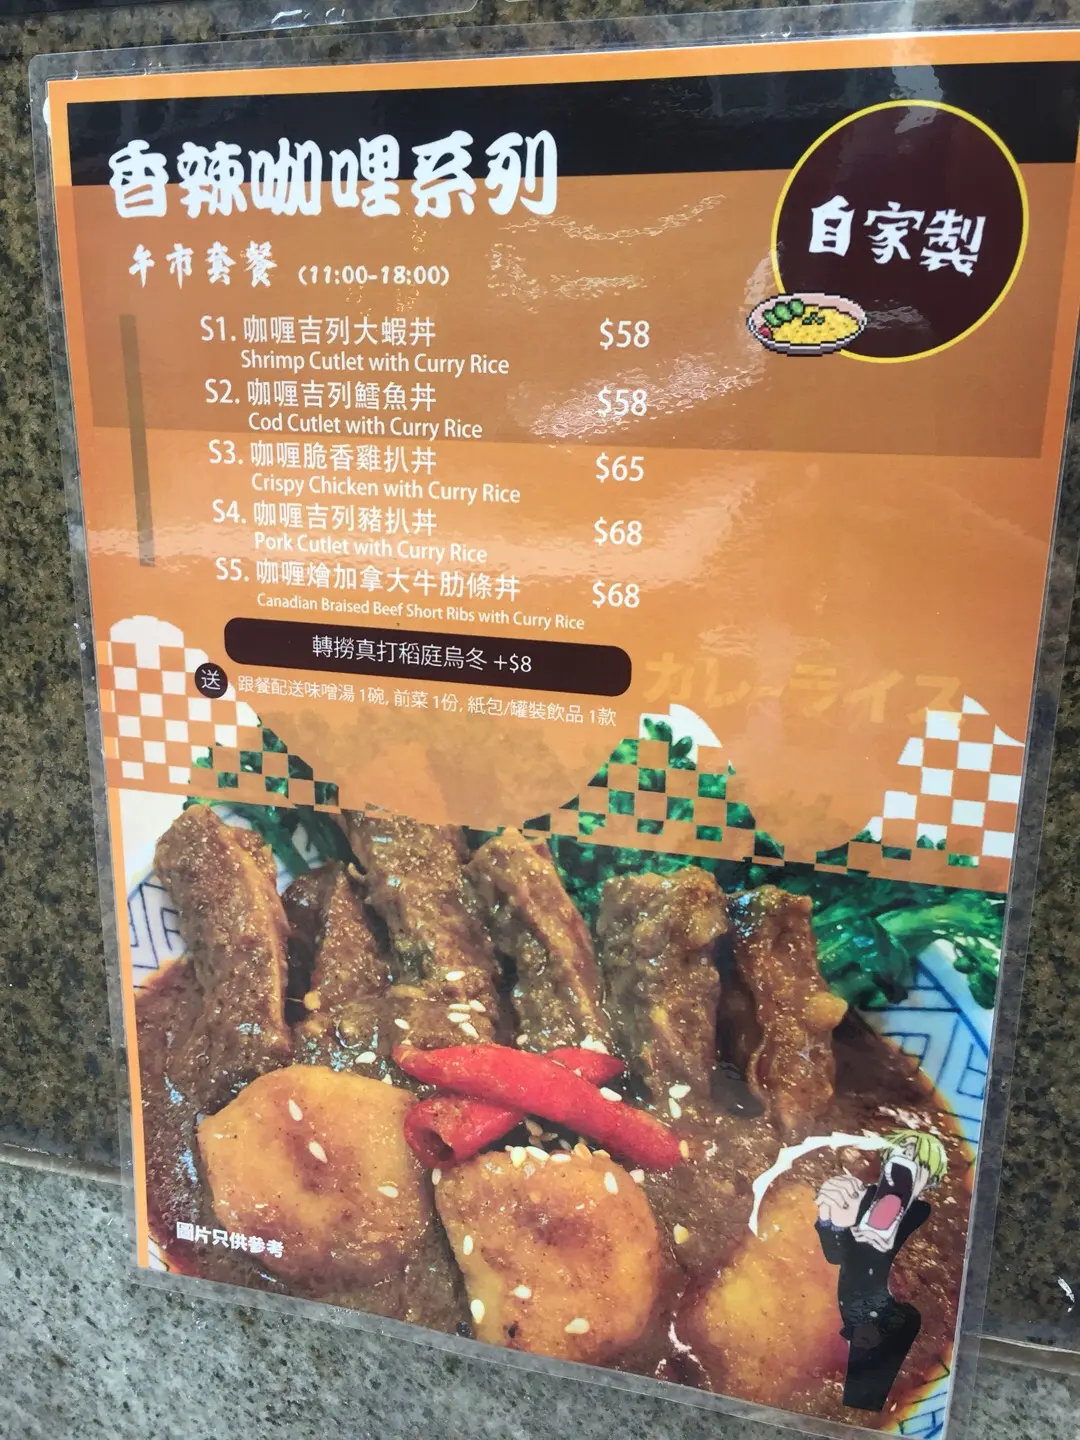 香辣咖哩系列
自家製
午市套餐 (11:00-18:00)
S1. 咖喱吉列大蝦丼 $58
Shrimp Cutlet with Curry Rice
S2. 咖喱吉列鱈魚丼 $58
Cod Cutlet with Curry Rice
S3. 咖喱脆香雞扒丼 $65
Crispy Chicken with Curry Rice
S4. 咖喱吉列豬扒丼 $68
Pork Cutlet with Curry Rice
S5. 咖喱燴加拿大牛肋條丼 $68
Canadian Braised Beef Short Ribs with Curry Rice
轉撈真打稻庭烏冬 +$8
送 跟餐配送味噌湯 1碗, 前菜 1份, 紙包/罐裝飲品 1款
カレーライス
圖片只供參考